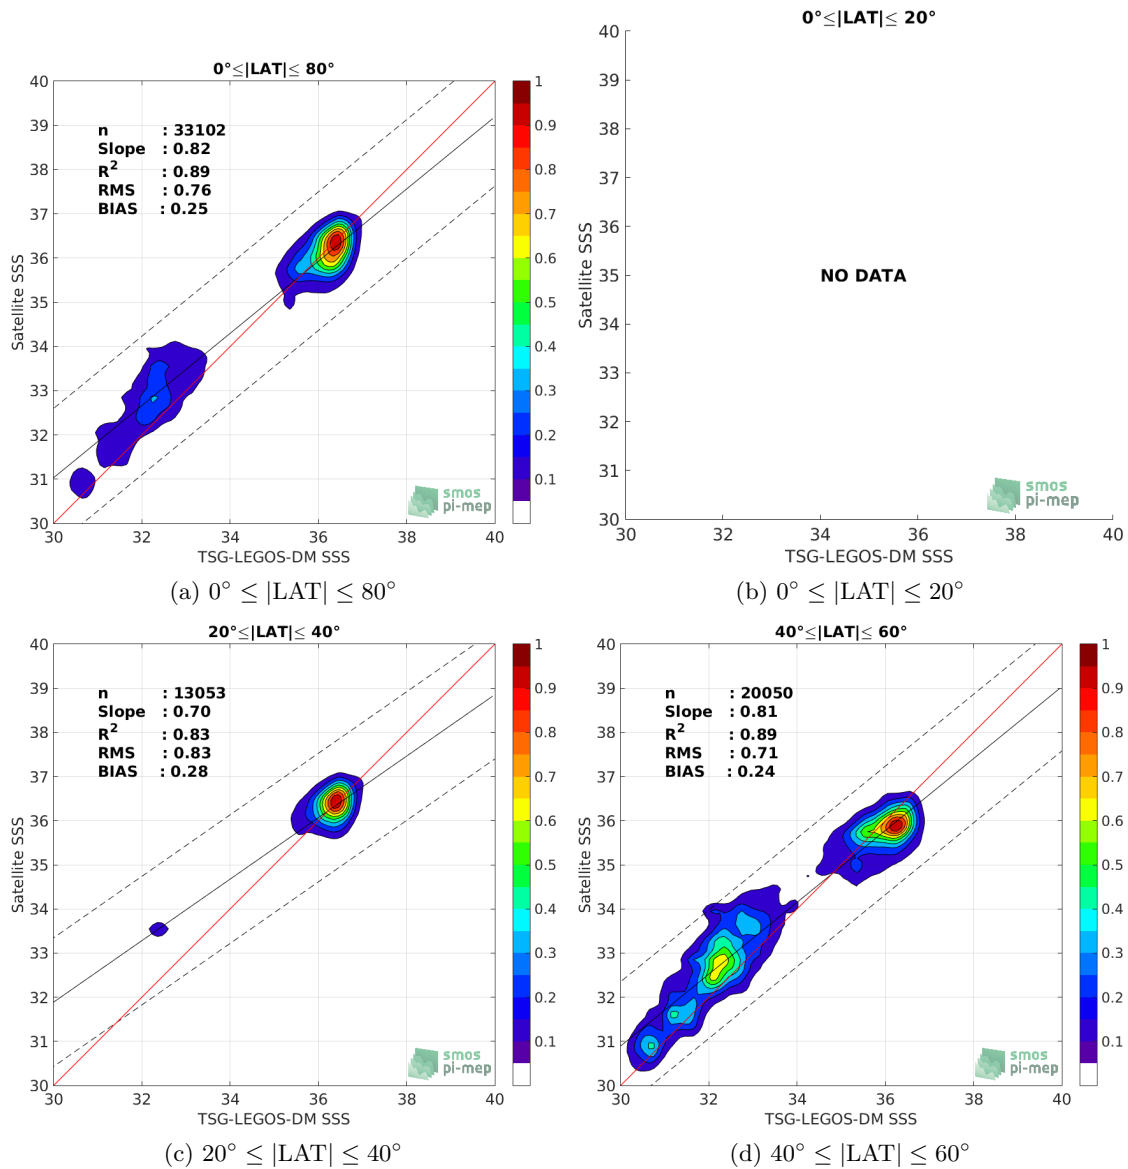 0°≤|LAT|≤ 80°
40
39
38
37
36
35
34
33
32
31
30
Satellite SSS
n : 33102
Slope : 0.82
R2 : 0.89
RMS : 0.76
BIAS : 0.25
smos
pi-mep
30 32 34 36 38 40
TSG-LEGOS-DM SSS
1
0.9
0.8
0.7
0.6
0.5
0.4
0.3
0.2
0.1
(a) 0° ≤ |LAT| ≤ 80°
0°≤|LAT|≤ 20°
40
39
38
37
36
35
34
33
32
31
30
Satellite SSS
NO DATA
smos
pi-mep
30 32 34 36 38 40
TSG-LEGOS-DM SSS
(b) 0° ≤ |LAT| ≤ 20°
20°≤|LAT|≤ 40°
40
39
38
37
36
35
34
33
32
31
30
Satellite SSS
n : 13053
Slope : 0.70
R2 : 0.83
RMS : 0.83
BIAS : 0.28
smos
pi-mep
30 32 34 36 38 40
TSG-LEGOS-DM SSS
1
0.9
0.8
0.7
0.6
0.5
0.4
0.3
0.2
0.1
(c) 20° ≤ |LAT| ≤ 40°
40°≤|LAT|≤ 60°
40
39
38
37
36
35
34
33
32
31
30
Satellite SSS
n : 20050
Slope : 0.81
R2 : 0.89
RMS : 0.71
BIAS : 0.24
smos
pi-mep
30 32 34 36 38 40
TSG-LEGOS-DM SSS
1
0.9
0.8
0.7
0.6
0.5
0.4
0.3
0.2
0.1
(d) 40° ≤ |LAT| ≤ 60°